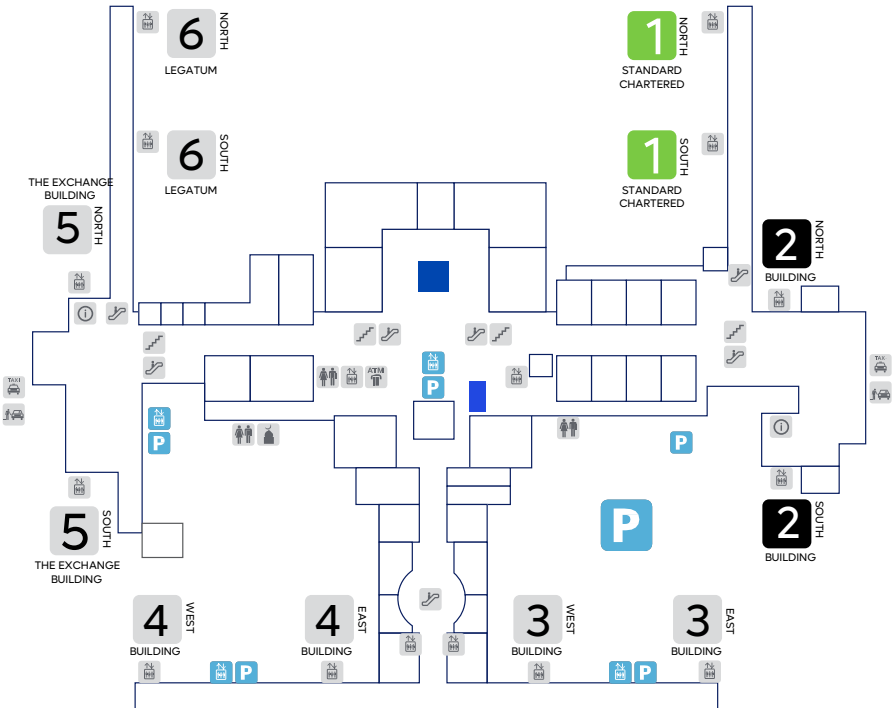 6
NORTH
LEGATUM
1
NORTH
STANDARD
CHARTERED
6
SOUTH
LEGATUM
1
SOUTH
STANDARD
CHARTERED
THE EXCHANGE
BUILDING
5
NORTH
2
NORTH
BUILDING
i
TAXI
ATM
P
TAXI
P
P
i
5
SOUTH
THE EXCHANGE
BUILDING
P
2
SOUTH
BUILDING
4
WEST
BUILDING
4
EAST
BUILDING
3
WEST
BUILDING
3
EAST
BUILDING
P
P